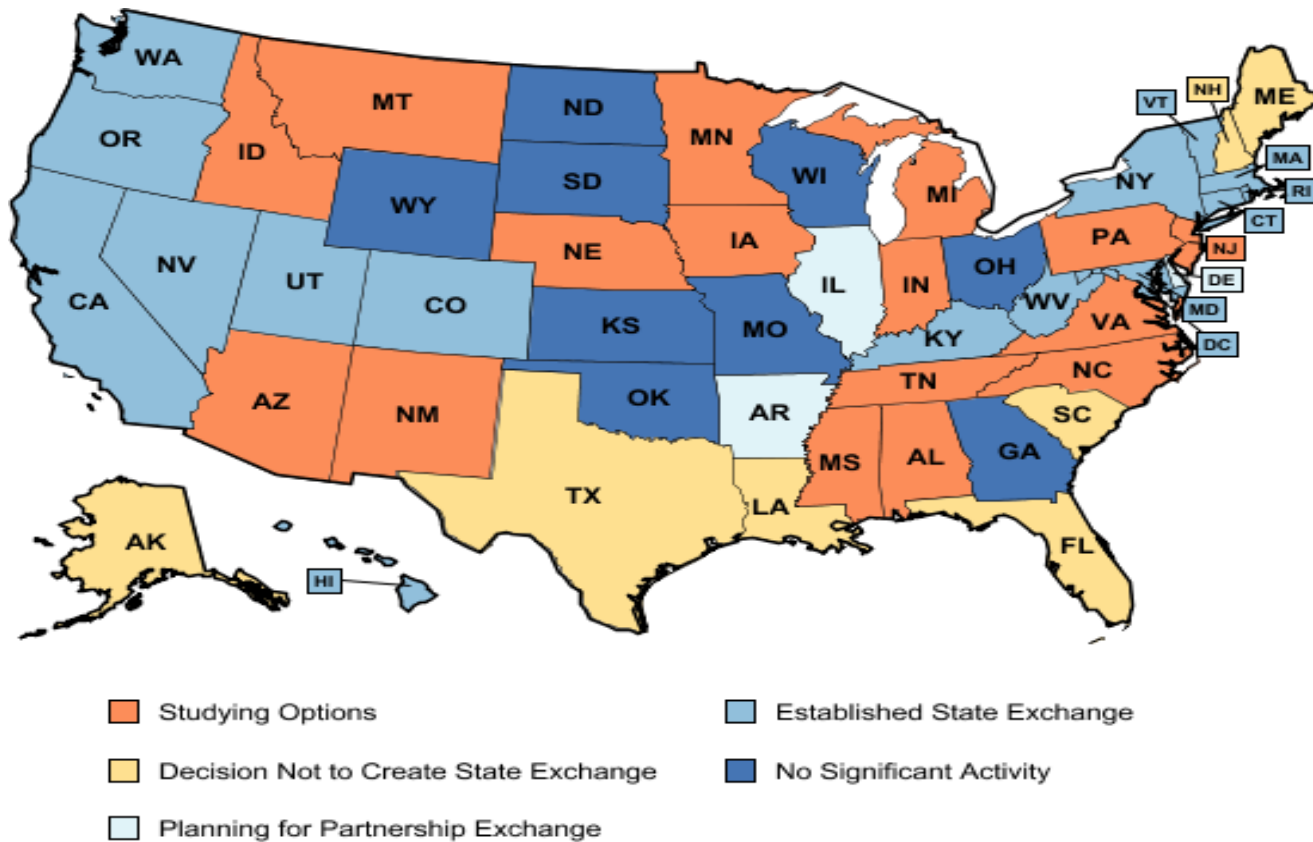 WA
MT
ND
MN
VT
NH
ME
OR
ID
SD
WI
MI
NY
MA
RI
WY
CT
NV
NE
IA
PA
NJ
CA
UT
CO
IL
IN
OH
DE
WV
MD
KS
MO
KY
VA
DC
AZ
NM
OK
AR
TN
NC
SC
TX
LA
MS
AL
GA
AK
HI
FL
Studying Options
Established State Exchange
Decision Not to Create State Exchange
No Significant Activity
Planning for Partnership Exchange